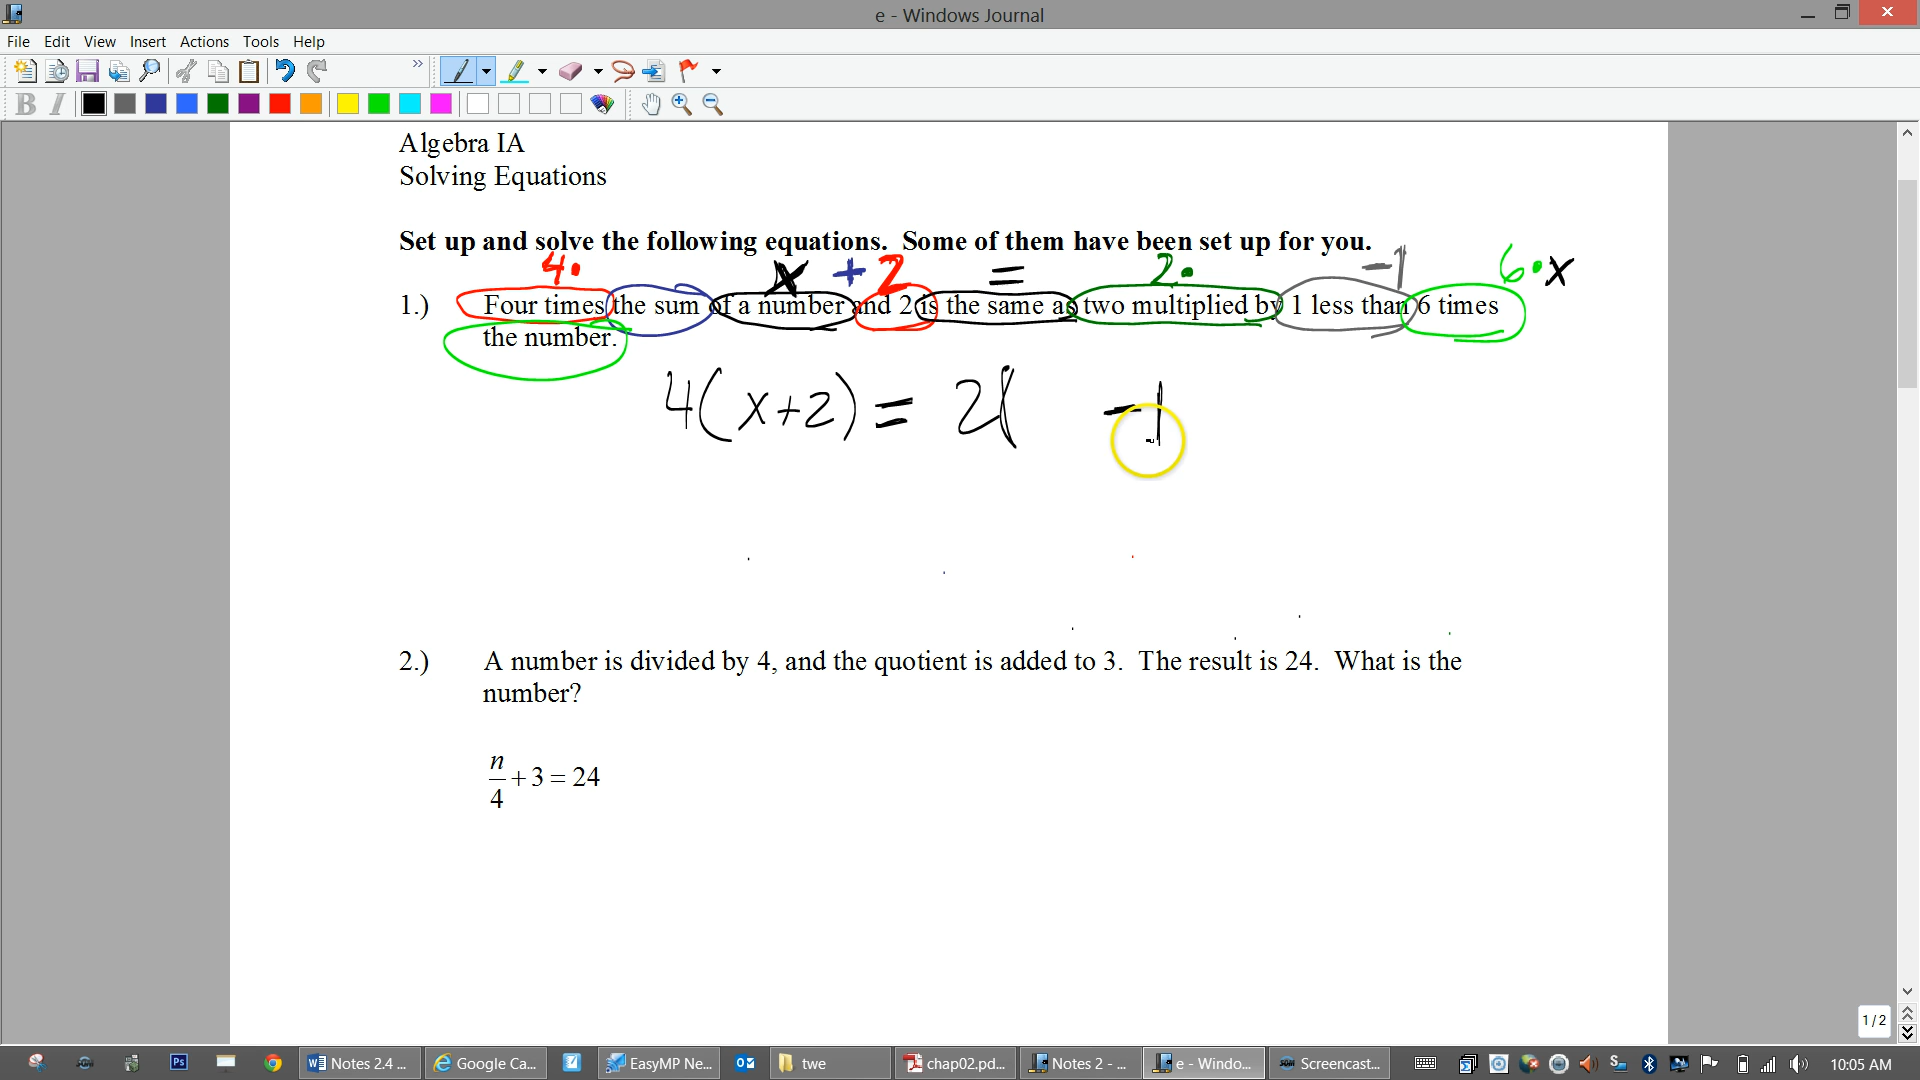 e - Windows Journal
File Edit View Insert Actions Tools Help
B I
Algebra IA
Solving Equations
Set up and solve the following equations. Some of them have been set up for you.
4· x + 2 = 2· -1 6·x
1.) Four times the sum of a number and 2 is the same as two multiplied by 1 less than 6 times
the number.
4(x+2) = 2( -1
2.) A number is divided by 4, and the quotient is added to 3. The result is 24. What is the
number?
n
— +3 = 24
4
1 / 2
Ps Notes 2.4 ... Google Ca... EasyMP Ne... twe chap02.pd... Notes 2 - ... e - Windo... Screencast... 10:05 AM